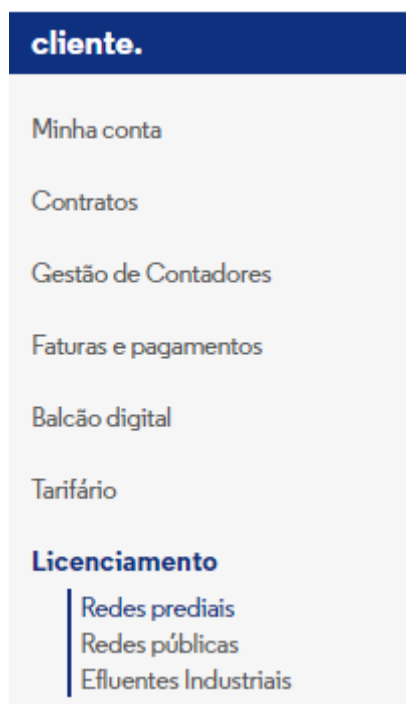 cliente.
Minha conta
Contratos
Gestão de Contadores
Faturas e pagamentos
Balcão digital
Tarifário
Licenciamento
Redes prediais
Redes públicas
Efluentes Industriais